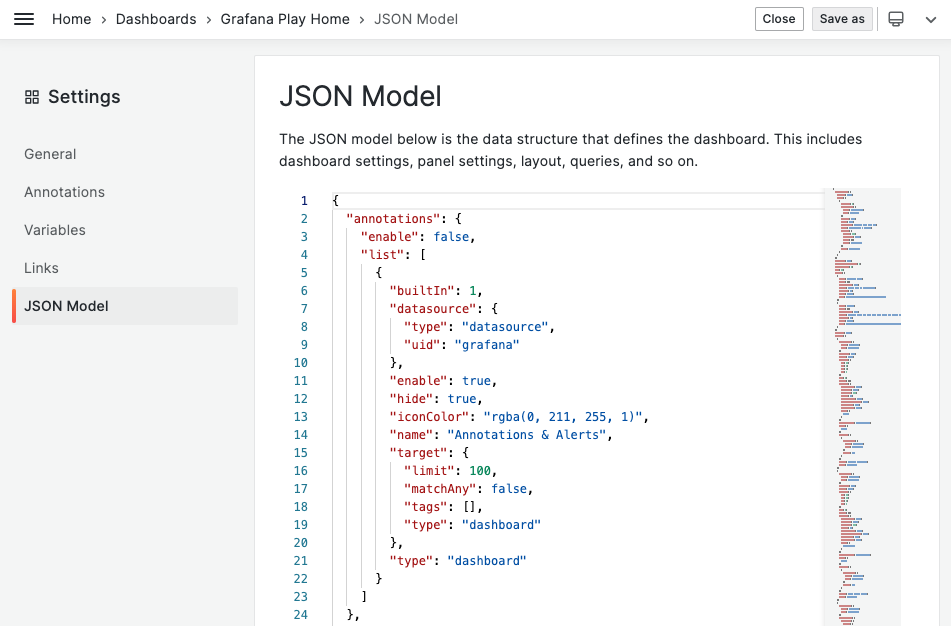 Home › Dashboards › Grafana Play Home › JSON Model
Close
Save as
Settings
General
Annotations
Variables
Links
JSON Model
JSON Model
The JSON model below is the data structure that defines the dashboard. This includes
dashboard settings, panel settings, layout, queries, and so on.
1 {
2 "annotations": {
3 "enable": false,
4 "list": [
5 {
6 "builtIn": 1,
7 "datasource": {
8 "type": "datasource",
9 "uid": "grafana"
10 },
11 "enable": true,
12 "hide": true,
13 "iconColor": "rgba(0, 211, 255, 1)",
14 "name": "Annotations & Alerts",
15 "target": {
16 "limit": 100,
17 "matchAny": false,
18 "tags": [],
19 "type": "dashboard"
20 },
21 "type": "dashboard"
22 }
23 ]
24 },